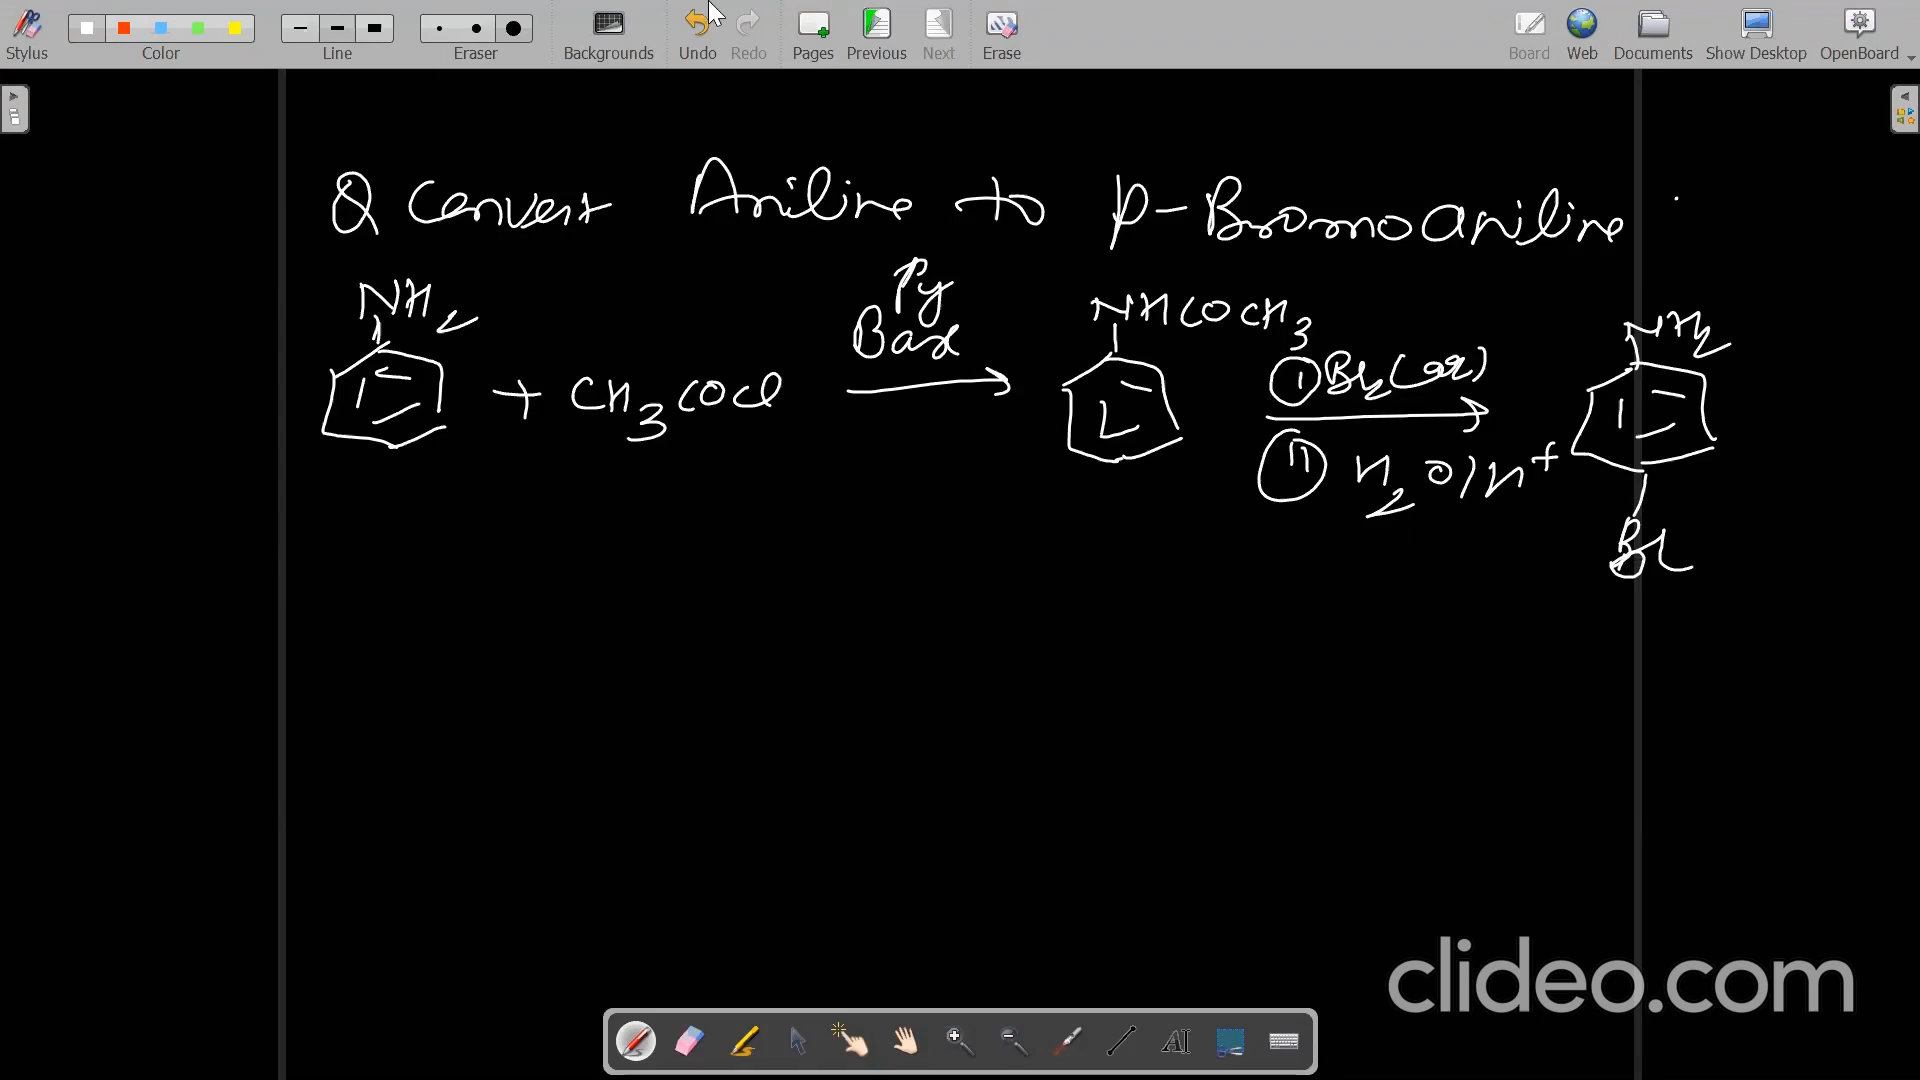 Stylus Color Line Eraser Backgrounds Undo Redo Pages Previous Next Erase Board Web Documents Show Desktop OpenBoard
Q Convert Aniline to p-Bromoaniline.
Py
Base
NH2 + CH3COCl
NHCOCH3
① Br2 (aq)
② H2O/H+
NH2
Br
clideo.com